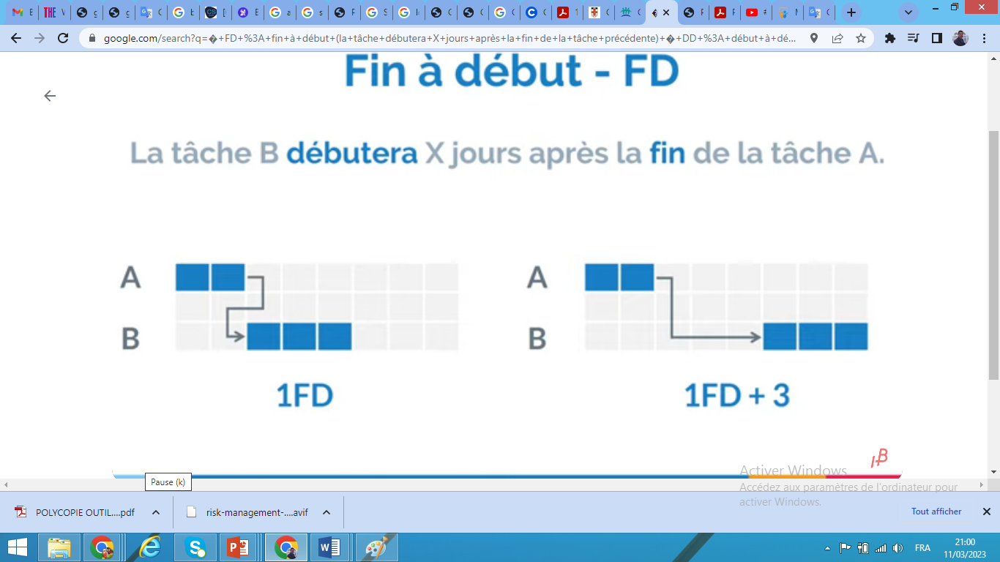 THE
google.com/search?q=�+FD+%3A+fin+à+début+(la+tâche+débutera+X+jours+après+la+fin+de+la+tâche+précédente)+�+DD+%3A+début+à+dé...
Fin à début - FD
La tâche B débutera X jours après la fin de la tâche A.
A
A
B
B
1FD
1FD + 3
1B
Activer Windows
Accédez aux paramètres de l'ordinateur pour
activer Windows.
Pause (k)
POLYCOPIE OUTIL....pdf
risk-management-....avif
Tout afficher
FRA
21:00
11/03/2023